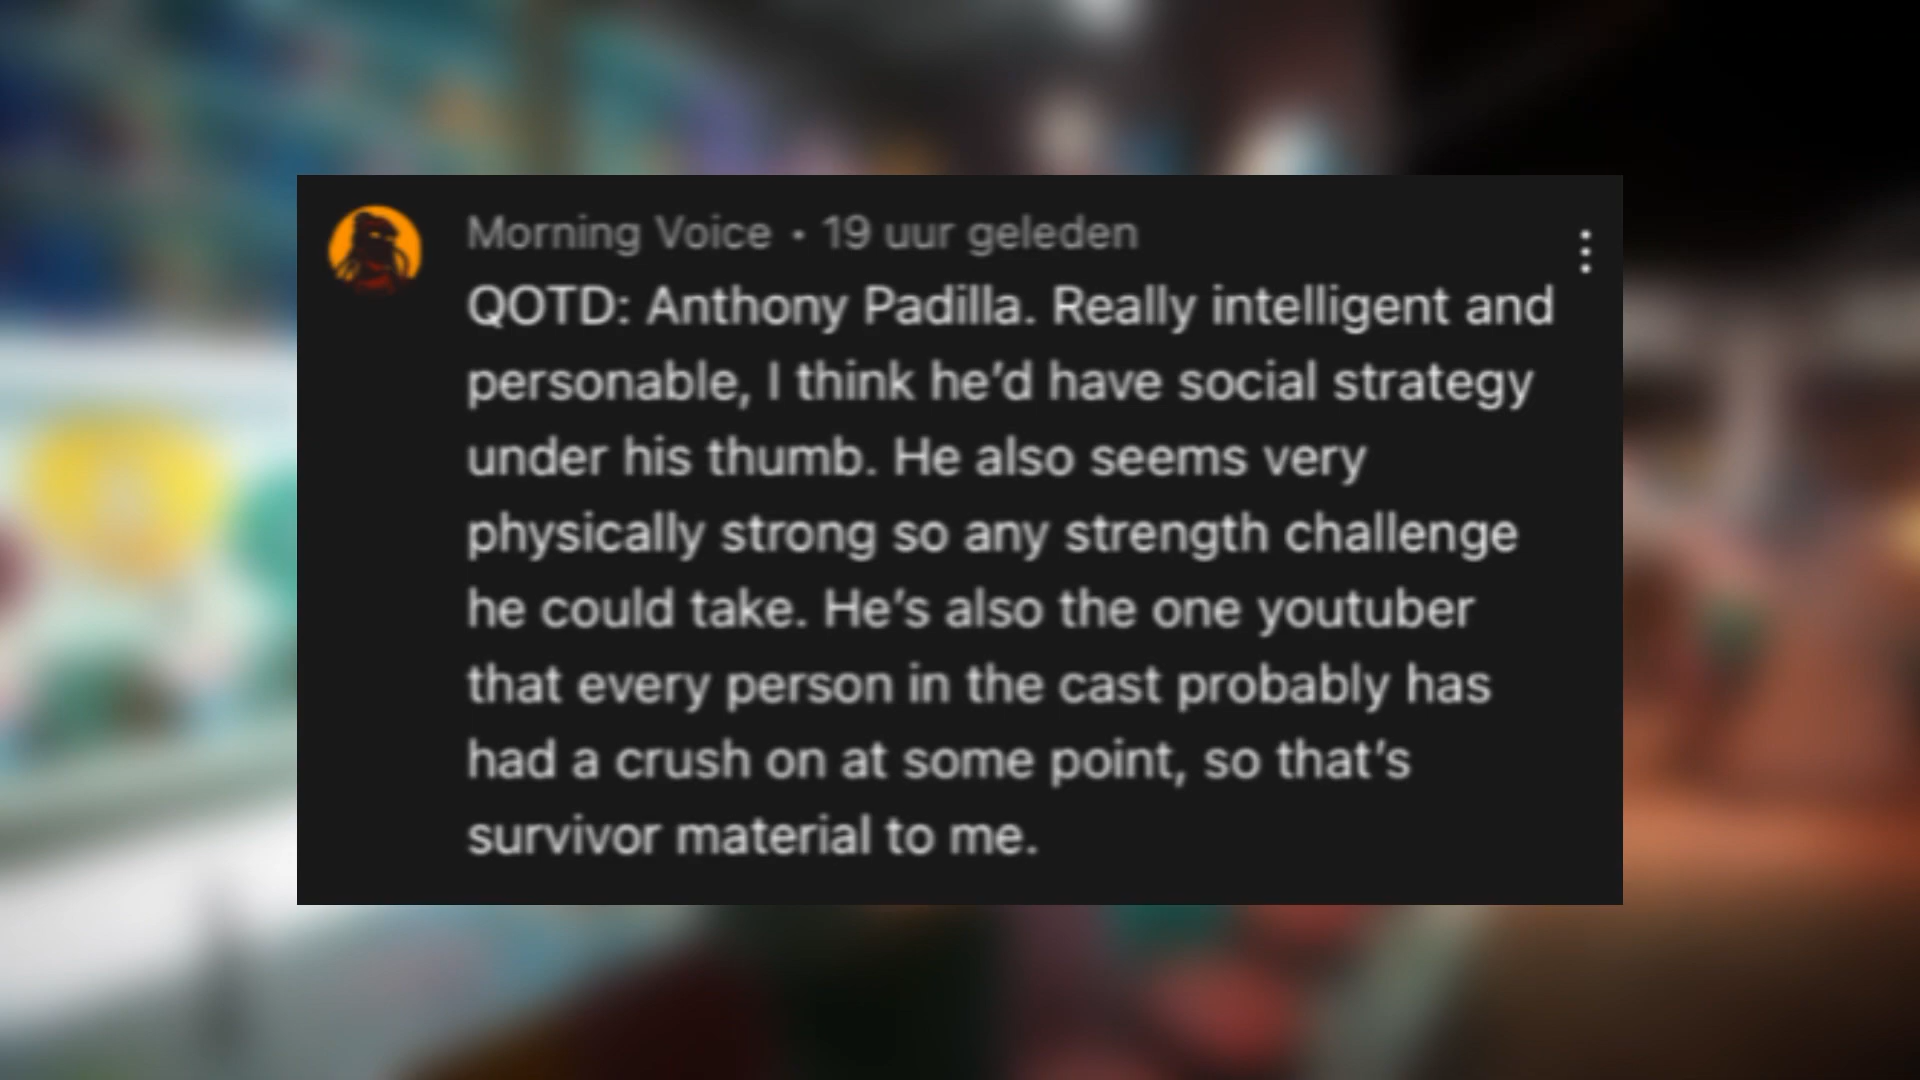 Morning Voice • 19 uur geleden
QOTD: Anthony Padilla. Really intelligent and
personable, I think he’d have social strategy
under his thumb. He also seems very
physically strong so any strength challenge
he could take. He’s also the one youtuber
that every person in the cast probably has
had a crush on at some point, so that’s
survivor material to me.